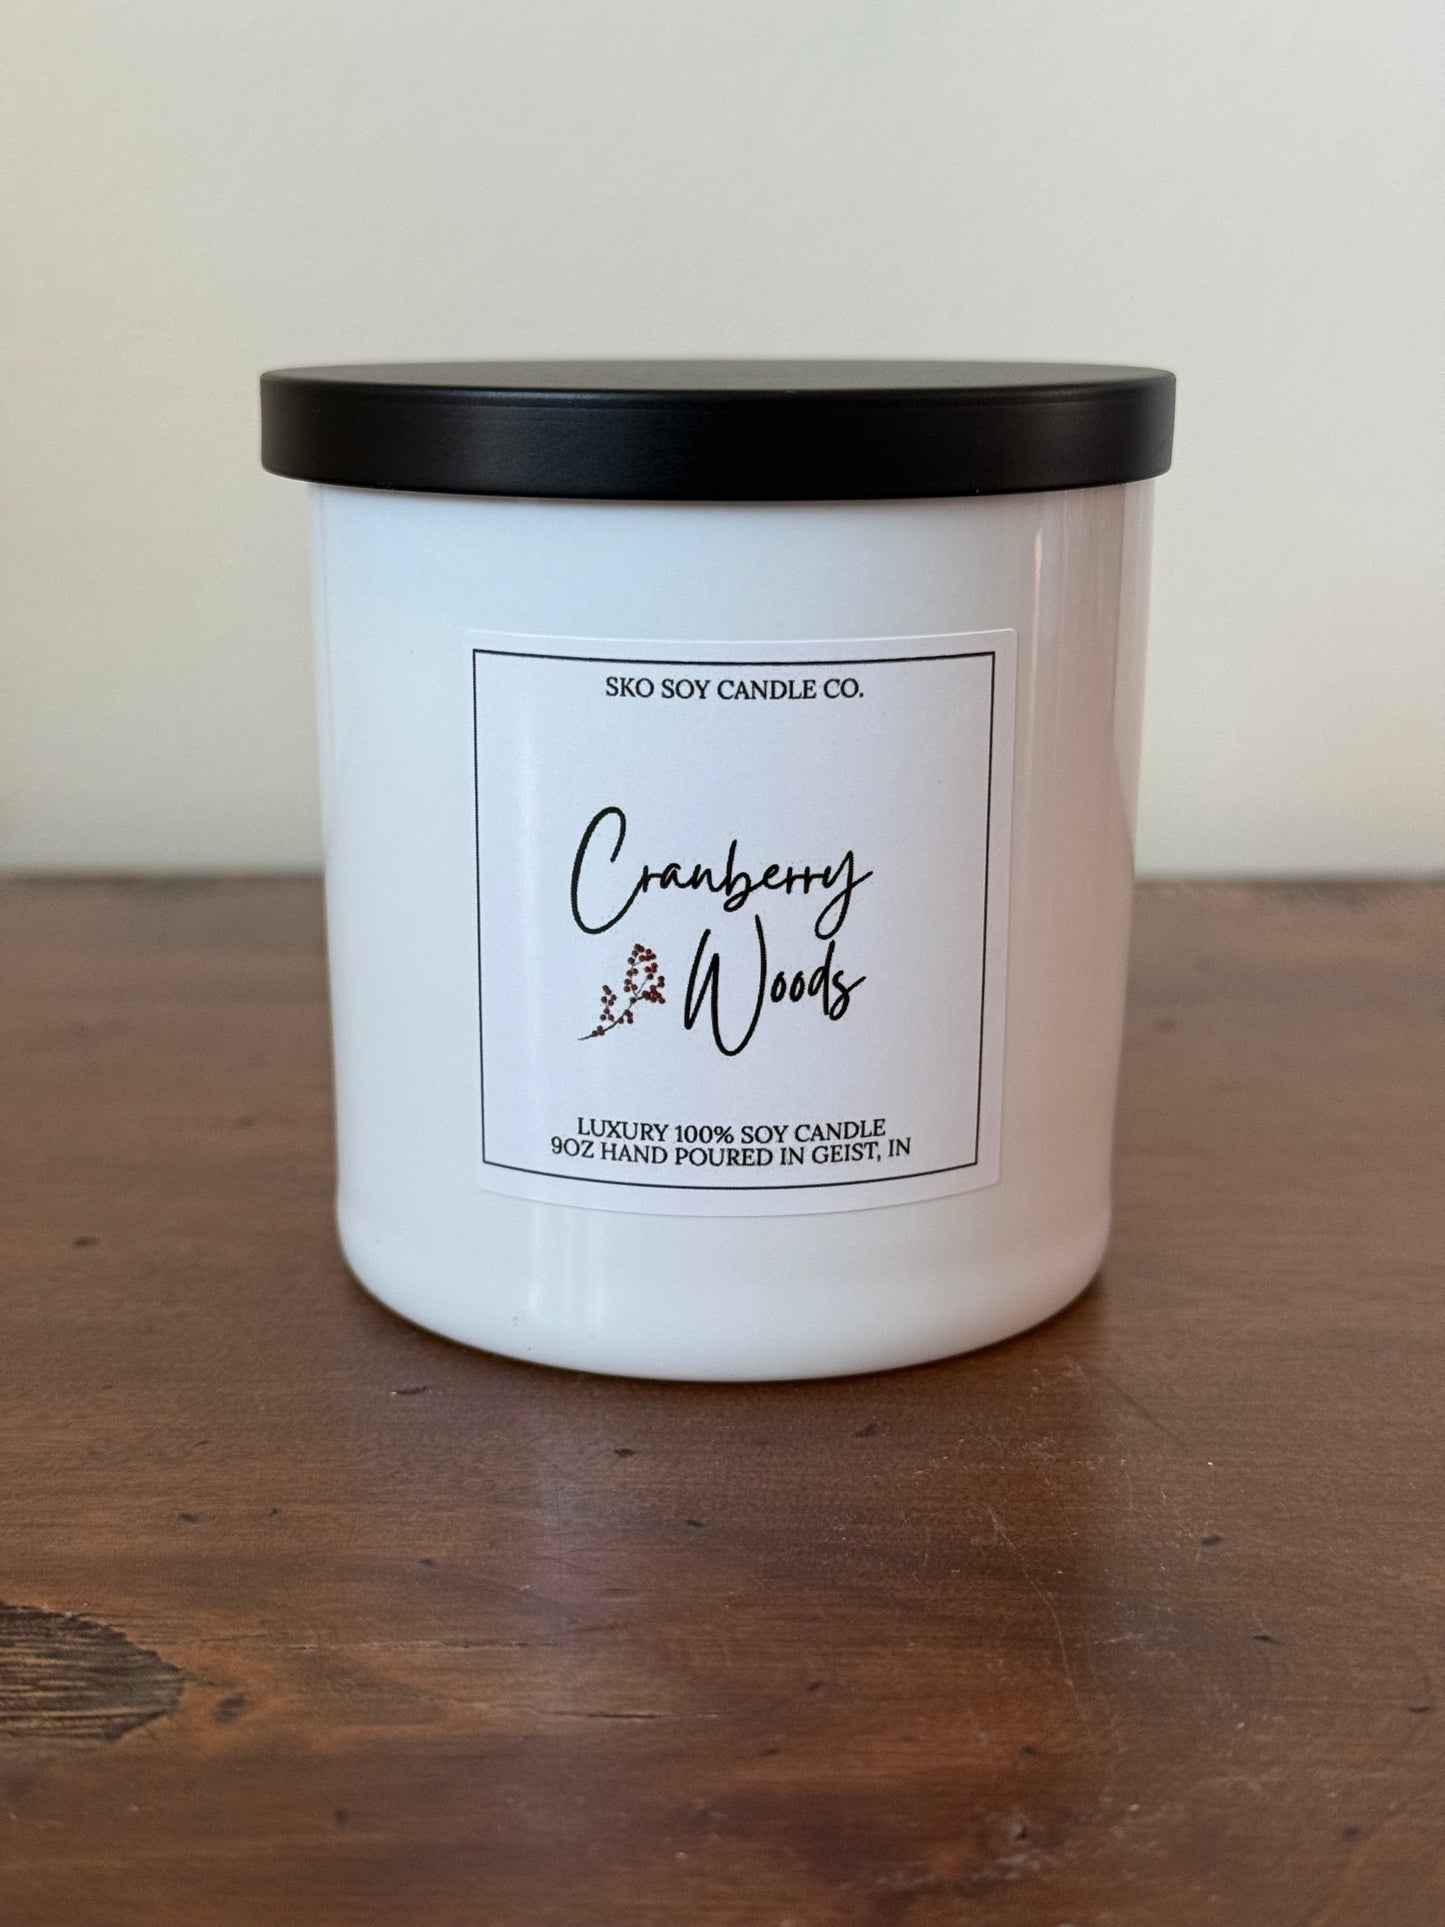 SKO SOY CANDLE CO.
Cranberry
Woods
LUXURY 100% SOY CANDLE
9OZ HAND POURED IN GEIST, IN